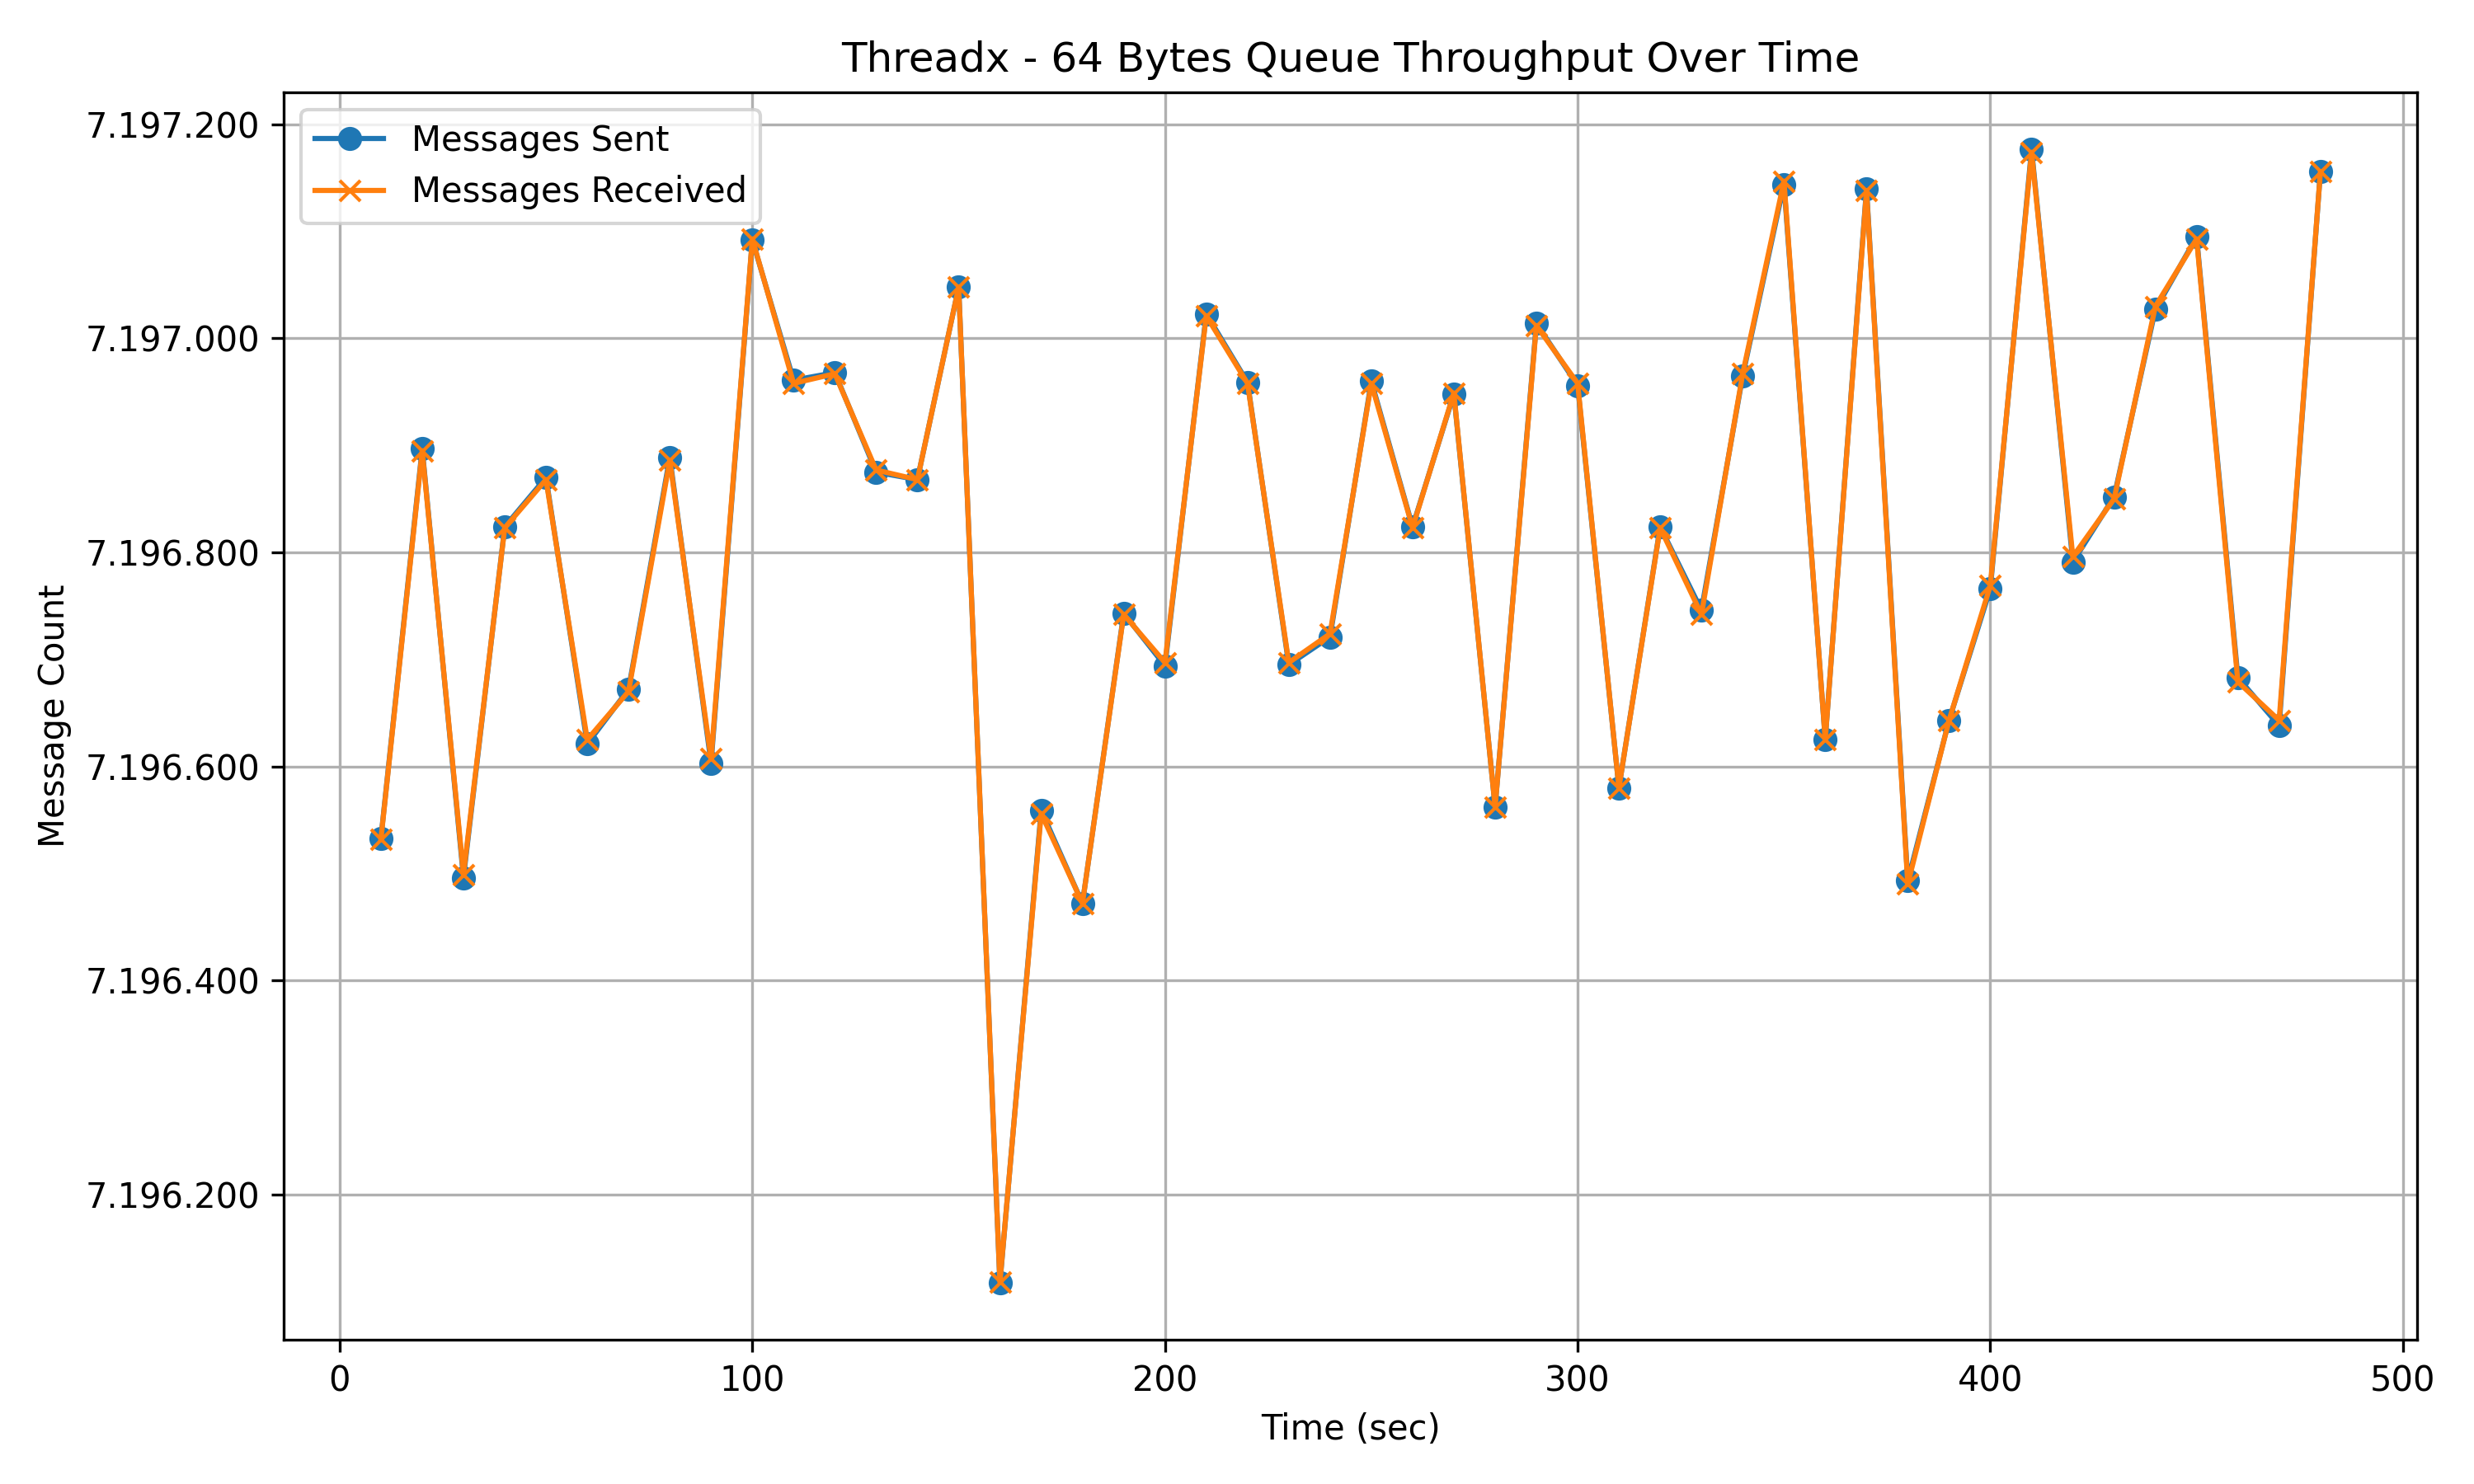 Threadx - 64 Bytes Queue Throughput Over Time
Messages Sent
Messages Received
Message Count
7.197.200
7.197.000
7.196.800
7.196.600
7.196.400
7.196.200
0 100 200 300 400 500
Time (sec)